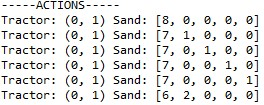 -----ACTIONS-----
Tractor: (0, 1) Sand: [8, 0, 0, 0, 0]
Tractor: (0, 1) Sand: [7, 1, 0, 0, 0]
Tractor: (0, 1) Sand: [7, 0, 1, 0, 0]
Tractor: (0, 1) Sand: [7, 0, 0, 1, 0]
Tractor: (0, 1) Sand: [7, 0, 0, 0, 1]
Tractor: (0, 1) Sand: [6, 2, 0, 0, 0]